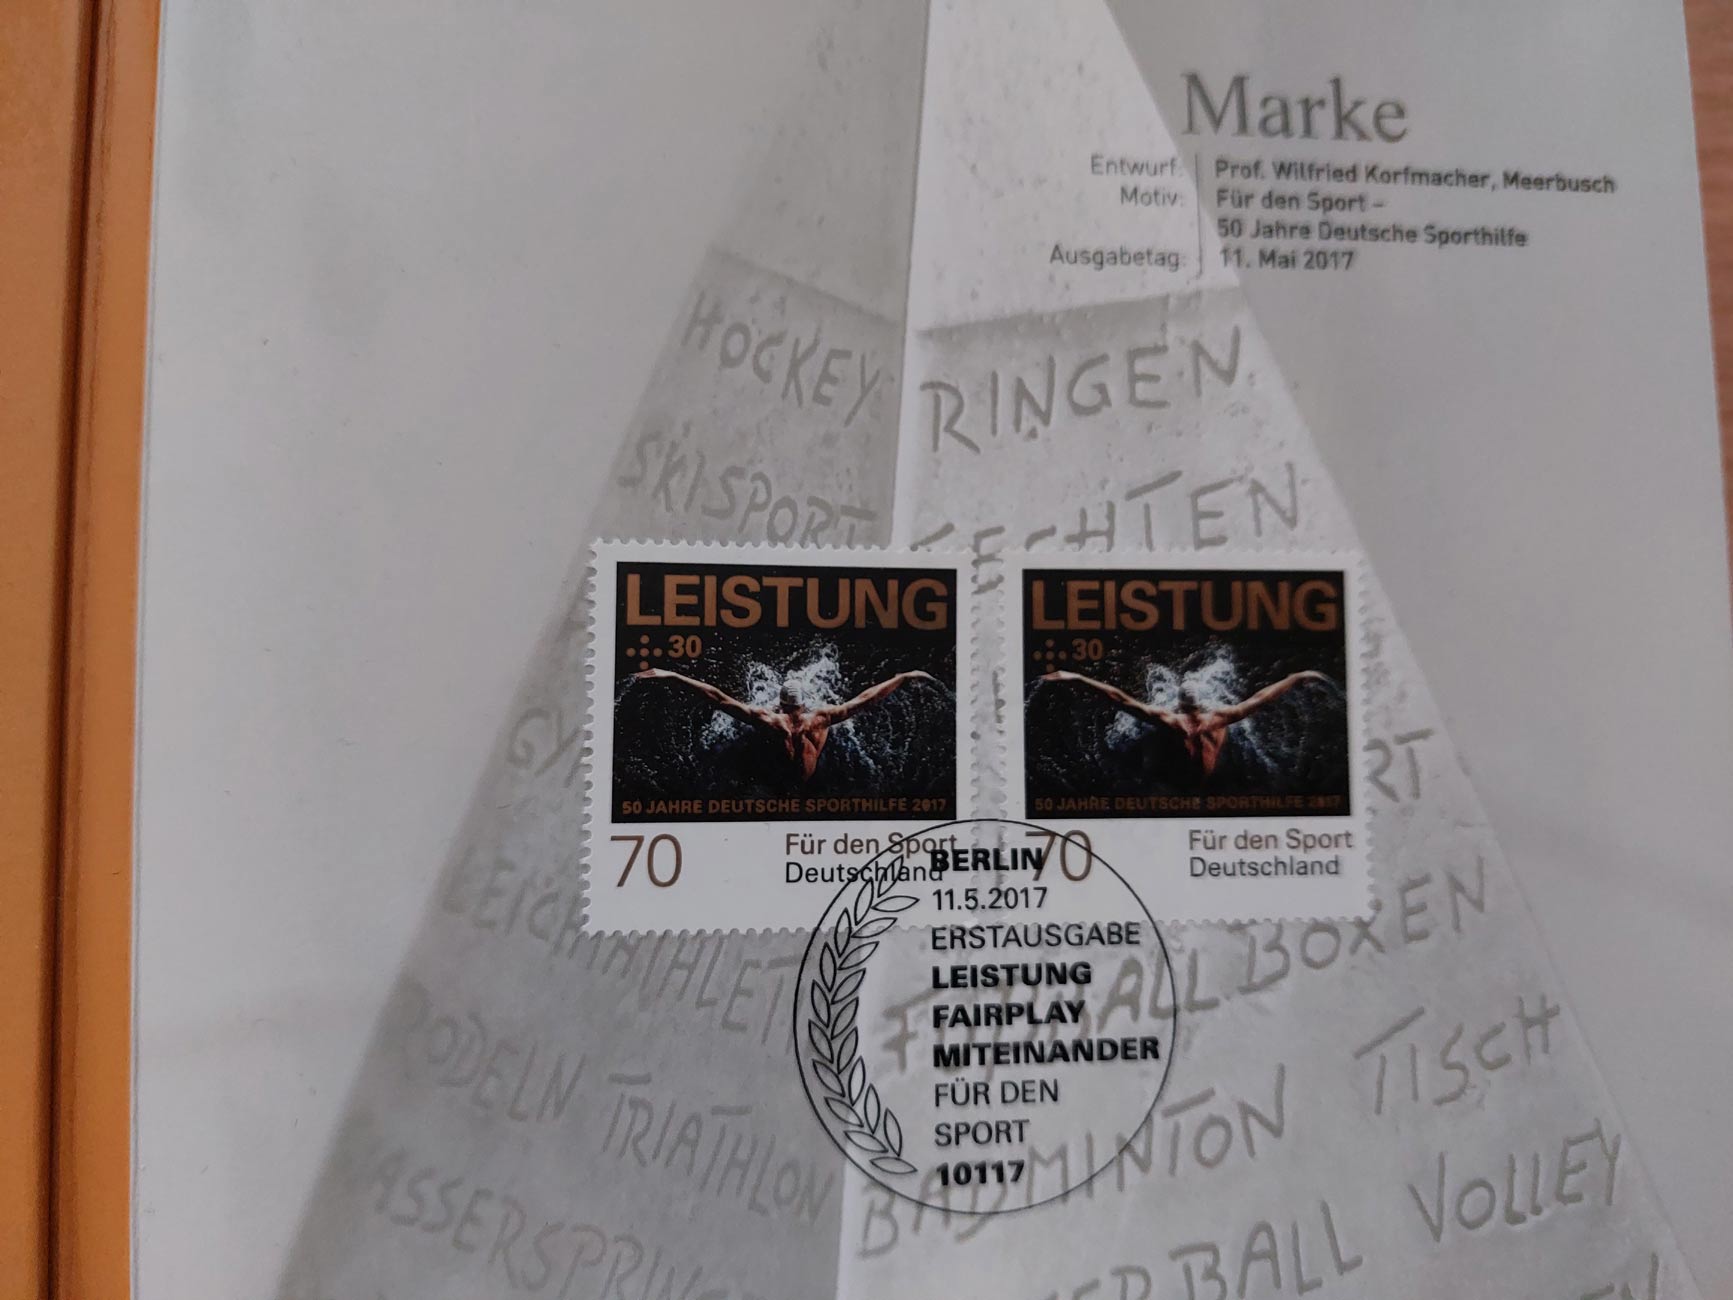 Marke
Entwurf: Prof. Wilfried Korfmacher, Meerbusch
Motiv: Für den Sport –
50 Jahre Deutsche Sporthilfe
Ausgabetag: 11. Mai 2017
HOCKEY RINGEN
SKISPORT
LEISTUNG
30
50 JAHRE DEUTSCHE SPORTHILFE 2017
70 Für den Sport
Deutschland
LEISTUNG
30
50 JAHRE DEUTSCHE SPORTHILFE 2017
70 Für den Sport
Deutschland
BERLIN
11.5.2017
ERSTAUSGABE
LEISTUNG
FAIRPLAY
MITEINANDER
FÜR DEN
SPORT
10117
BOXEN
TRIATHLON BADMINTON TISCH
VOLLEY